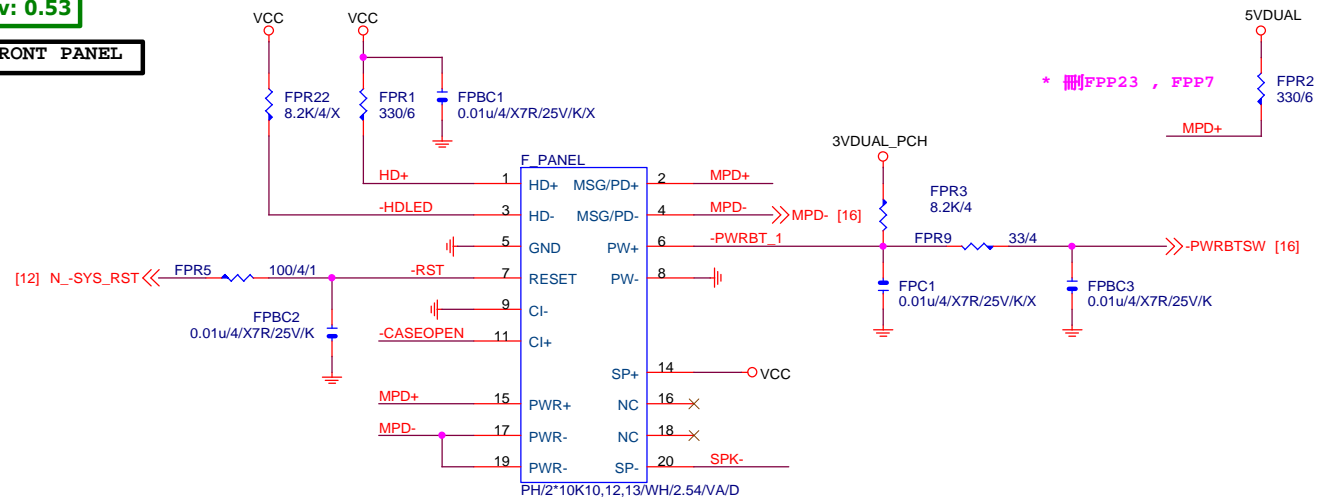 v: 0.53
RONT PANEL
VCC
VCC
5VDUAL
FPR22
8.2K/4/X
FPR1
330/6
FPBC1
0.01u/4/X7R/25V/K/X
* 刪FPP23 , FPP7
FPR2
330/6
MPD+
3VDUAL_PCH
F_PANEL
HD+
1
HD+
MSG/PD+
2
MPD+
-HDLED
3
HD-
MSG/PD-
4
MPD-
MPD- [16]
FPR3
8.2K/4
5
GND
PW+
6
-PWRBT_1
FPR9
33/4
-PWRBTSW [16]
[12] N_-SYS_RST
FPR5
100/4/1
-RST
7
RESET
PW-
8
FPBC2
0.01u/4/X7R/25V/K
9
CI-
FPC1
0.01u/4/X7R/25V/K/X
FPBC3
0.01u/4/X7R/25V/K
-CASEOPEN
11
CI+
SP+
14
VCC
MPD+
15
PWR+
NC
16
MPD-
17
PWR-
NC
18
19
PWR-
SP-
20
SPK-
PH/2*10K10,12,13/WH/2.54/VA/D